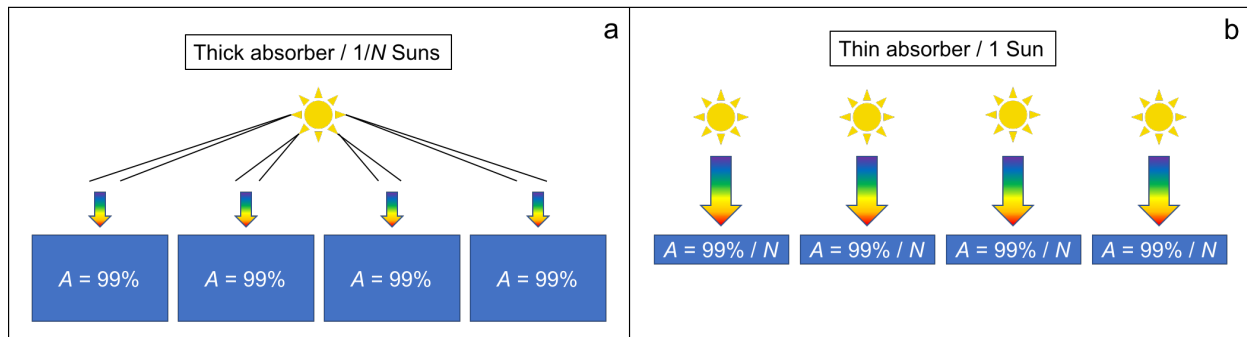 a
Thick absorber / 1/N Suns
A = 99%
A = 99%
A = 99%
A = 99%
b
Thin absorber / 1 Sun
A = 99% / N
A = 99% / N
A = 99% / N
A = 99% / N